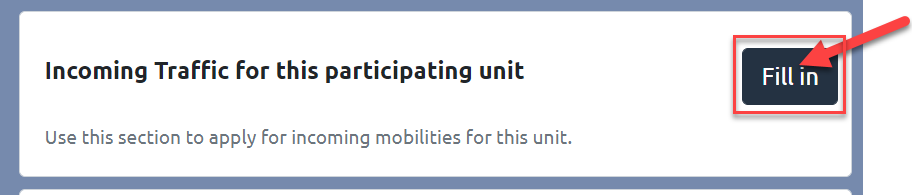 Incoming Traffic for this participating unit
Fill in
Use this section to apply for incoming mobilities for this unit.